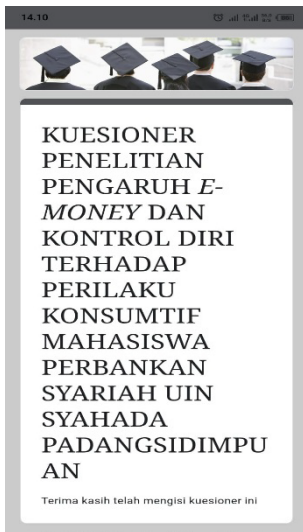 14.10
KUESIONER
PENELITIAN
PENGARUH E-
MONEY DAN
KONTROL DIRI
TERHADAP
PERILAKU
KONSUMTIF
MAHASISWA
PERBANKAN
SYARIAH UIN
SYAHADA
PADANGSIDIMPU
AN
Terima kasih telah mengisi kuesioner ini